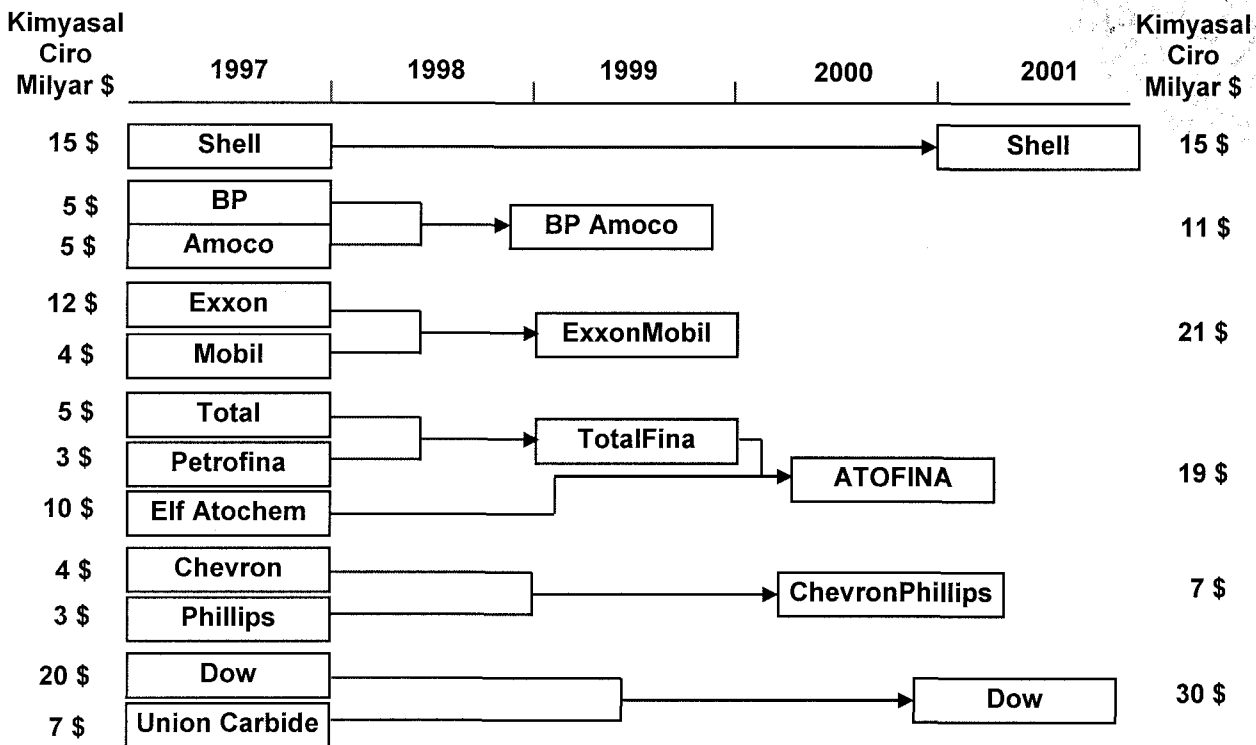 Kimyasal
Ciro
Milyar $
1997
1998
1999
2000
2001
Kimyasal
Ciro
Milyar $
15 $
Shell
Shell
15 $
5 $
BP
5 $
Amoco
BP Amoco
11 $
12 $
Exxon
4 $
Mobil
ExxonMobil
21 $
5 $
Total
3 $
Petrofina
TotalFina
10 $
Elf Atochem
ATOFINA
19 $
4 $
Chevron
3 $
Phillips
ChevronPhillips
7 $
20 $
Dow
7 $
Union Carbide
Dow
30 $